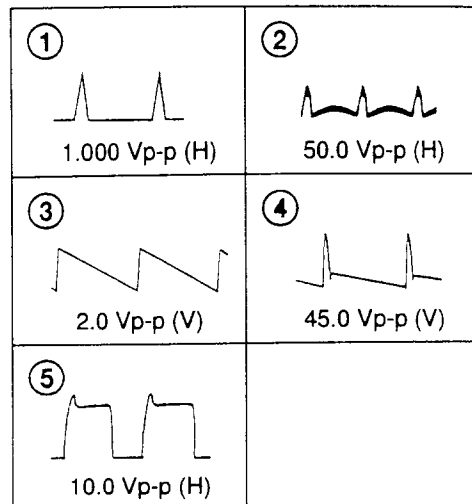 ①
1.000 Vp-p (H)
②
50.0 Vp-p (H)
③
2.0 Vp-p (V)
④
45.0 Vp-p (V)
⑤
10.0 Vp-p (H)